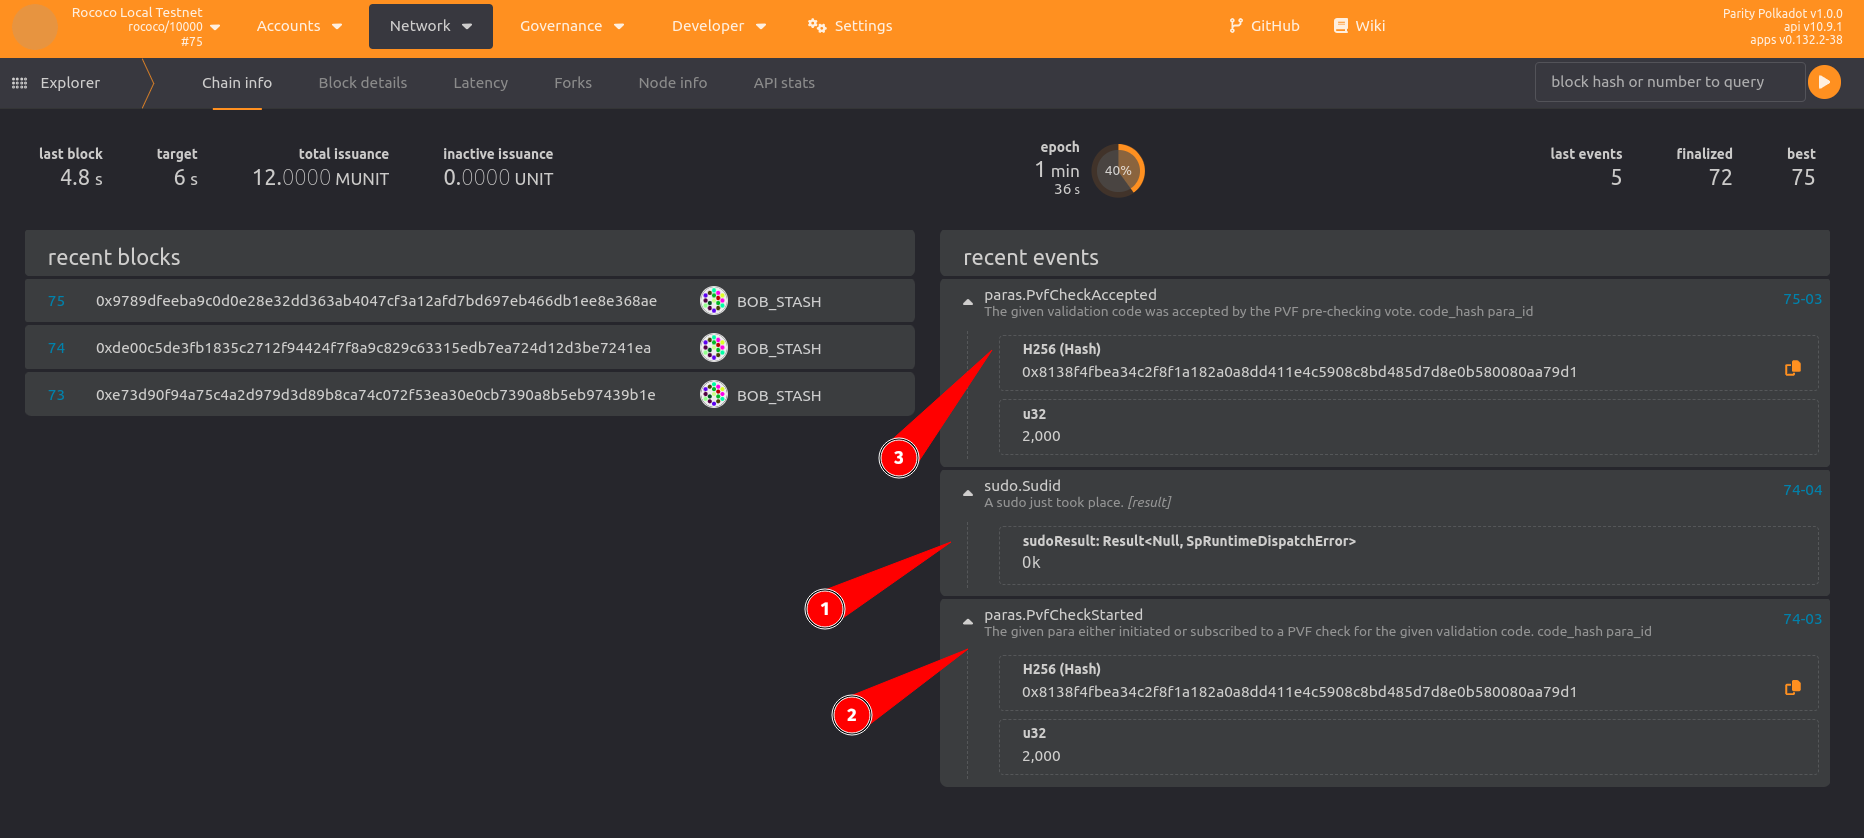 Rococo Local Testnet
rococo/10000
#75
Accounts
Network
Governance
Developer
Settings
GitHub
Wiki
Parity Polkadot v1.0.0
api v10.9.1
apps v0.132.2-38
Explorer
Chain info
Block details
Latency
Forks
Node info
API stats
block hash or number to query
last block
4.8 s
target
6 s
total issuance
12.0000 MUNIT
inactive issuance
0.0000 UNIT
epoch
1 min
36 s
40%
last events
5
finalized
72
best
75
recent blocks
75 0x9789dfeeba9c0d0e28e32dd363ab4047cf3a12afd7bd697eb466db1ee8e368ae BOB_STASH
74 0xde00c5de3fb1835c2712f94424f7f8a9c829c63315edb7ea724d12d3be7241ea BOB_STASH
73 0xe73d90f94a75c4a2d979d3d89b8ca74c072f53ea30e0cb7390a8b5eb97439b1e BOB_STASH
recent events
paras.PvfCheckAccepted
75-03
The given validation code was accepted by the PVF pre-checking vote. code_hash para_id
H256 (Hash)
0x8138f4fbea34c2f8f1a182a0a8dd411e4c5908c8bd485d7d8e0b580080aa79d1
u32
2,000
3
sudo.Sudid
74-04
A sudo just took place. [result]
sudoResult: Result<Null, SpRuntimeDispatchError>
Ok
1
paras.PvfCheckStarted
74-03
The given para either initiated or subscribed to a PVF check for the given validation code. code_hash para_id
H256 (Hash)
0x8138f4fbea34c2f8f1a182a0a8dd411e4c5908c8bd485d7d8e0b580080aa79d1
2
u32
2,000